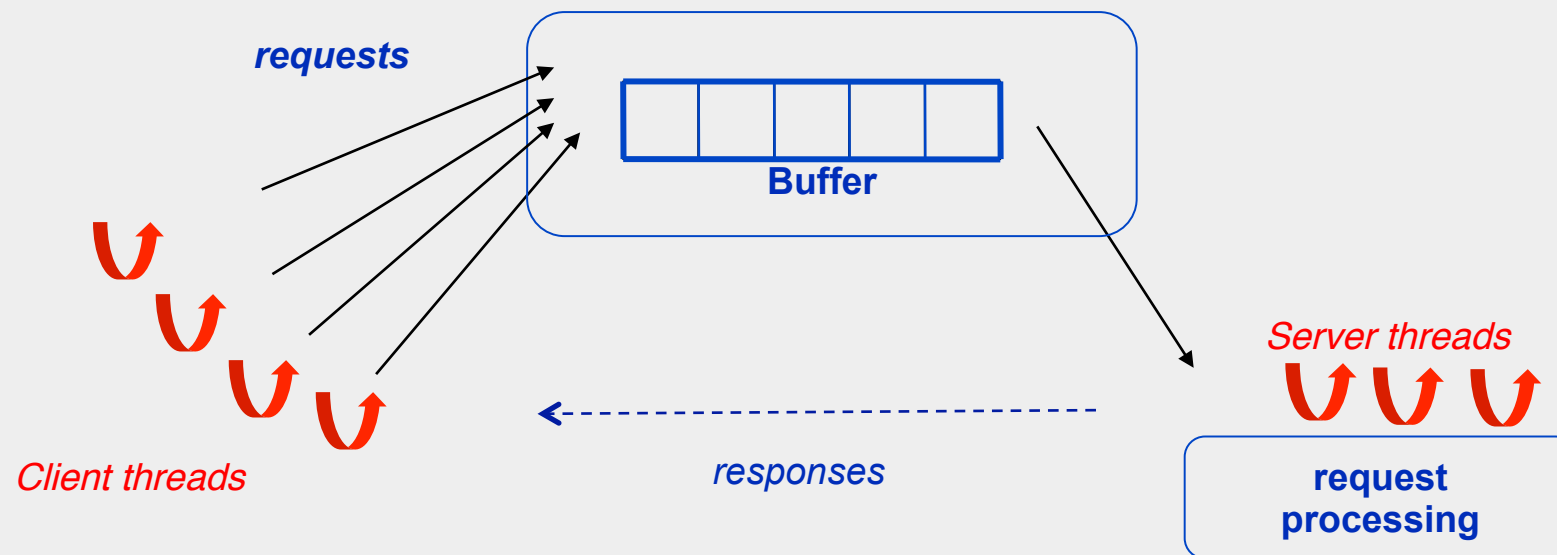 requests
Buffer
Server threads
Client threads
responses
request
processing